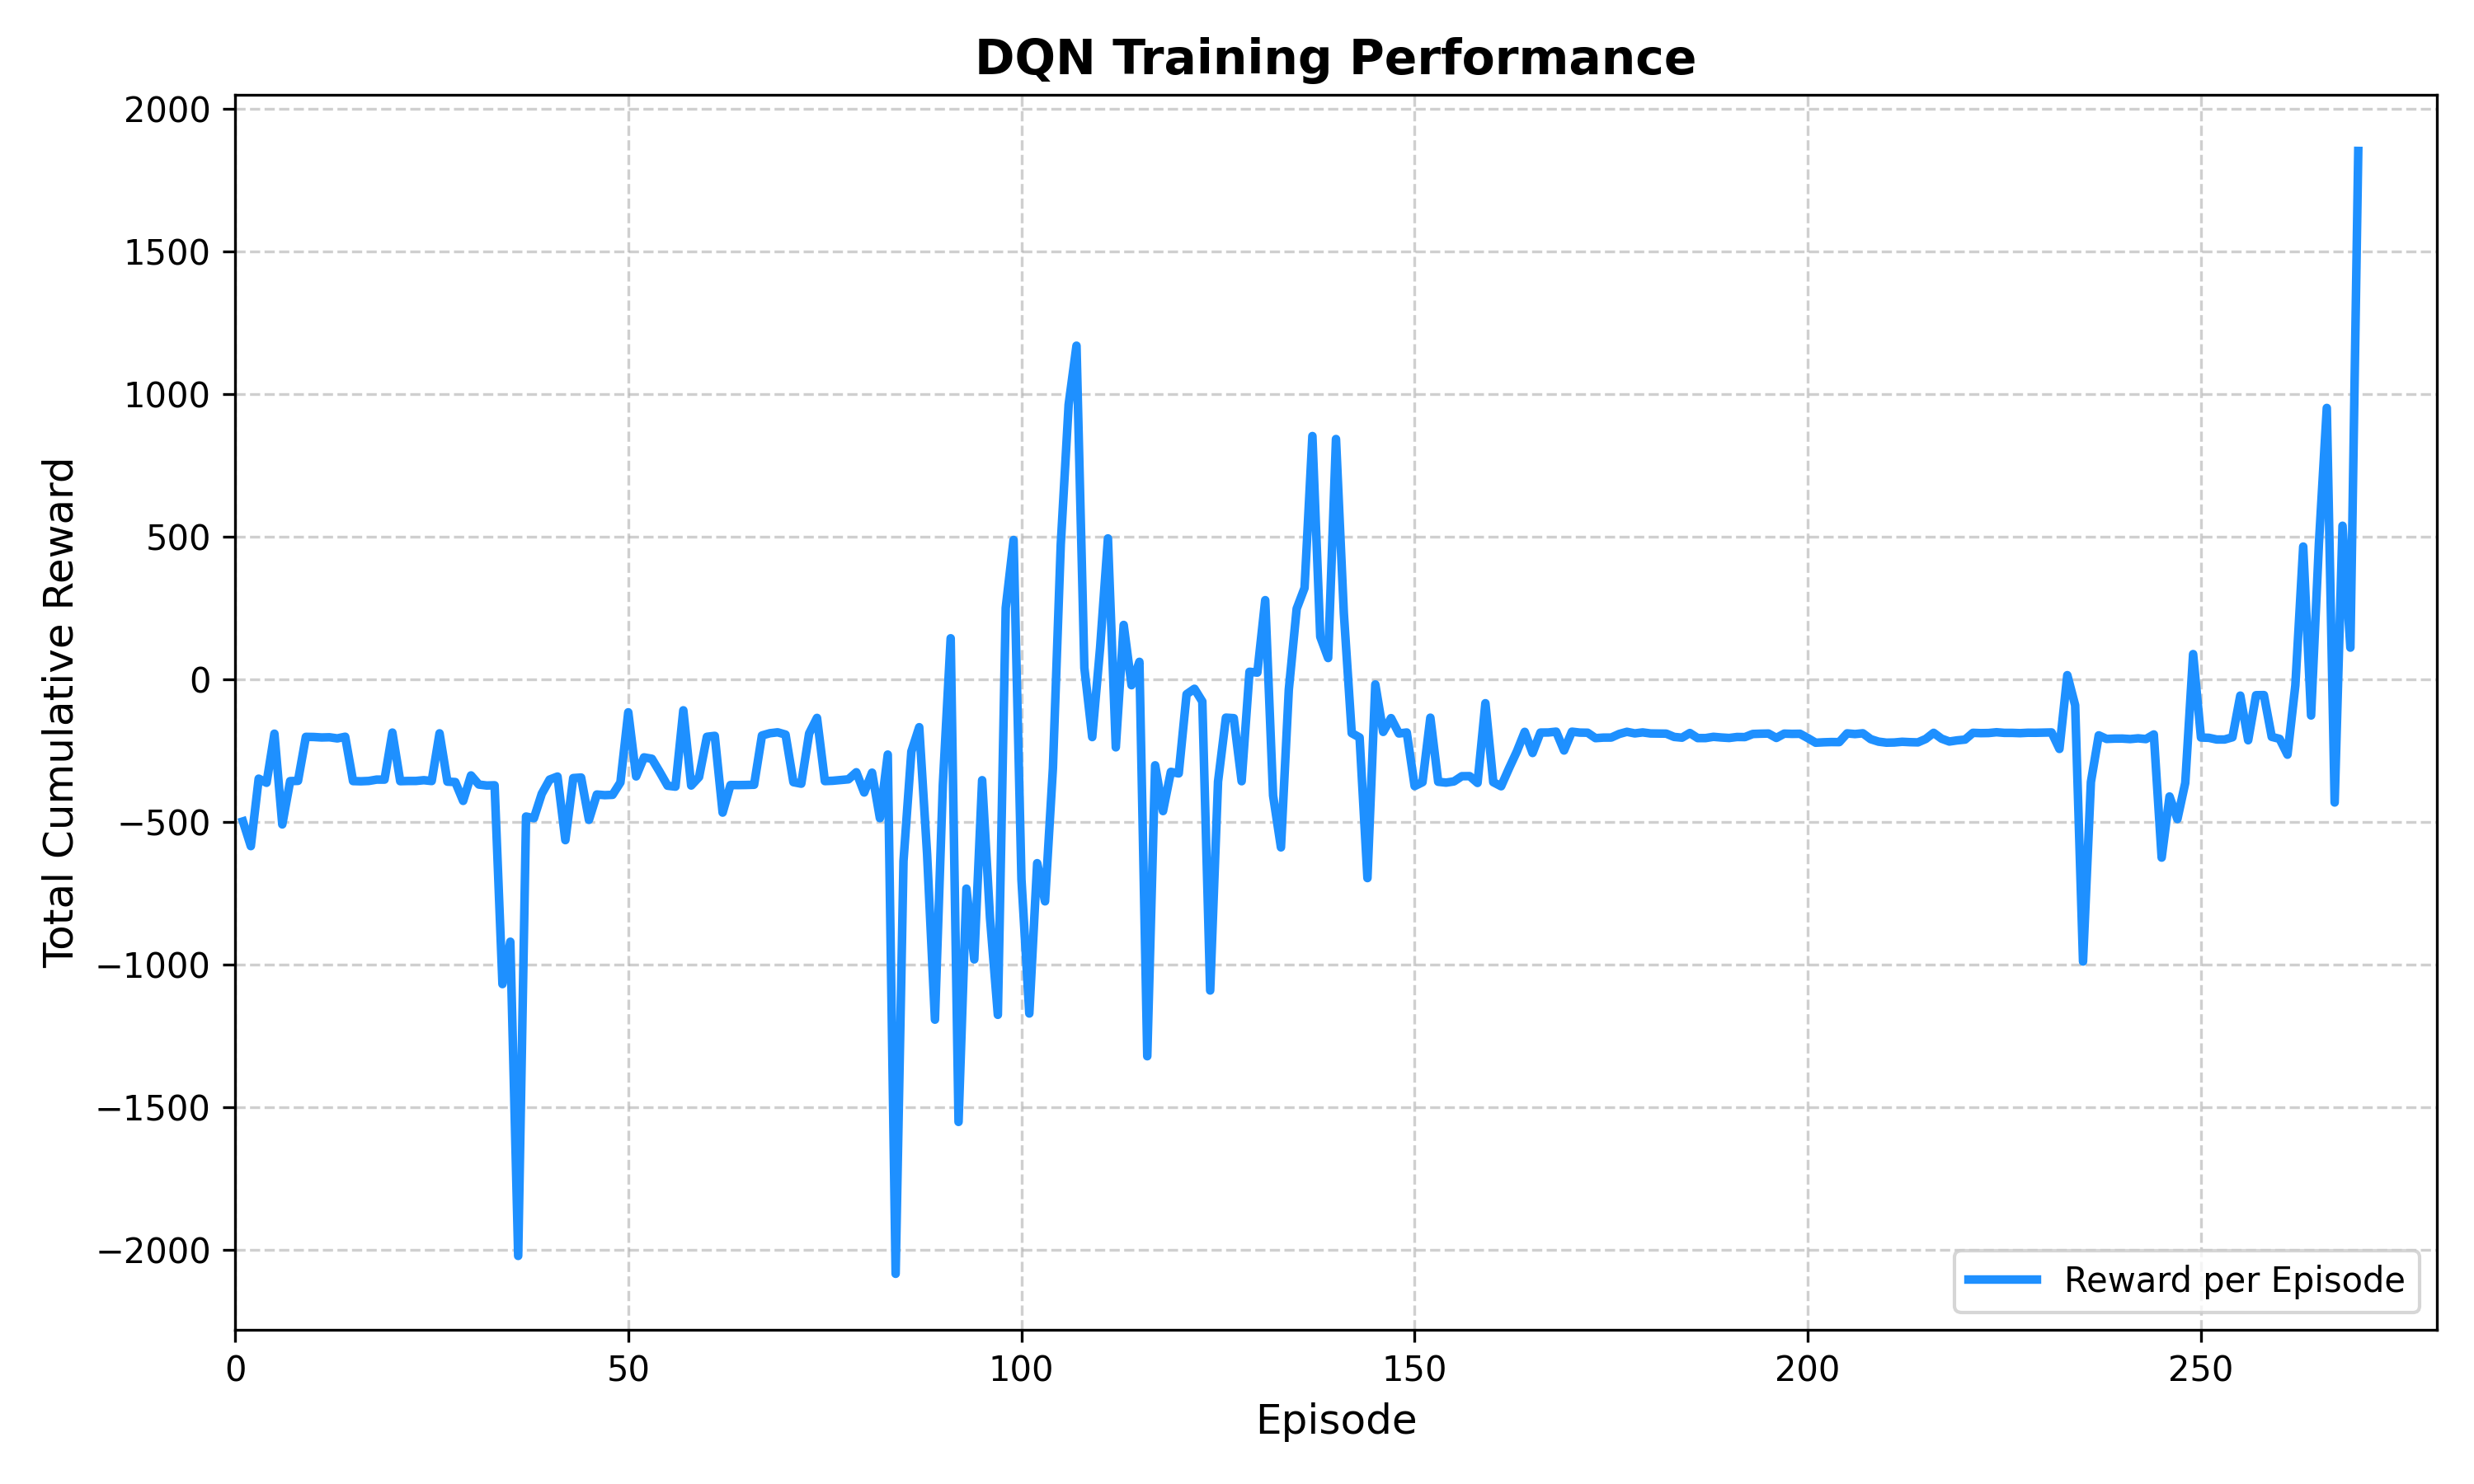 DQN Training Performance
Total Cumulative Reward
2000
1500
1000
500
0
−500
−1000
−1500
−2000
0 50 100 150 200 250
Episode
Reward per Episode